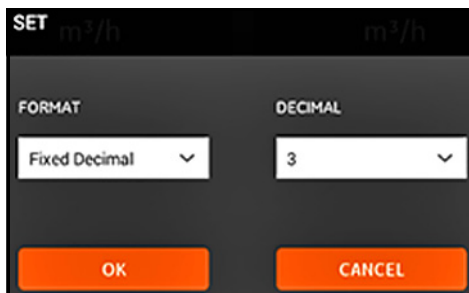 SET
m³/h m³/h
FORMAT DECIMAL
Fixed Decimal 3
OK CANCEL